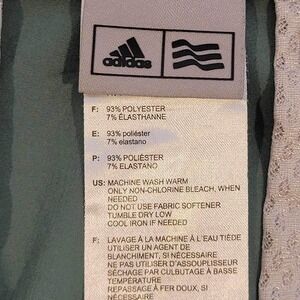 adidas
F: 93% POLYESTER
7% ÉLASTHANNE
E: 93% poliéster
7% elastano
P: 93% POLIÉSTER
7% ELASTANO
US: MACHINE WASH WARM
ONLY NON-CHLORINE BLEACH, WHEN
NEEDED
DO NOT USE FABRIC SOFTENER
TUMBLE DRY LOW
COOL IRON IF NEEDED
F: LAVAGE À LA MACHINE À L'EAU TIÈDE
UTILISER UN AGENT DE
BLANCHIMENT, SI NÉCESSAIRE
NE PAS UTILISER D'ASSOUPLISSEUR
SÉCHAGE PAR CULBUTAGE À BASSE
TEMPÉRATURE
REPASSAGE À FER DOUX, SI
NÉCESSAIRE